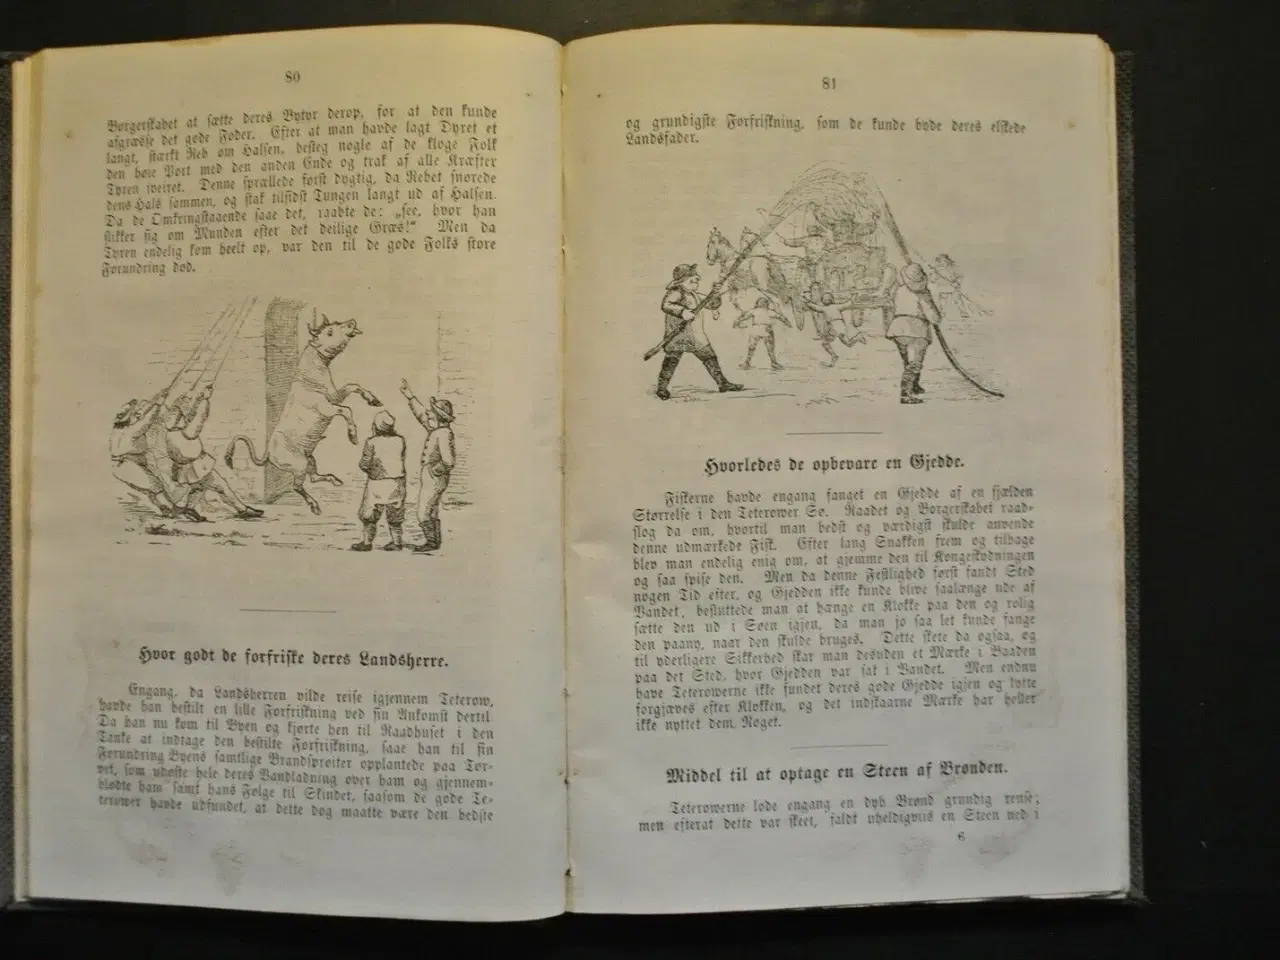 80
Borgerskabet at sætte deres Bytyr derop, for at den kunde
afgræsse det gode Foder. Efter at man havde lagt Dyret et
langt, stærkt Reb om Halsen, besteg nogle af de kloge Folk
den høie Port med den anden Ende og trak af alle Kræfter
Tyren iveiret. Denne sprællede først dygtig, da Rebet snørede
dens Hals sammen, og stak tilsidst Tungen langt ud af Halsen.
Da de Omkringstaaende saae det, raabte de: „see, hvor han
slikker sig om Munden efter det deilige Græs!“ Men da
Tyren endelig kom heelt op, var den til de gode Folks store
Forundring død.
Hvor godt de forfriske deres Landsherre.
Engang, da Landsherren vilde reise igjennem Teterow,
havde han bestilt en lille Forfriskning ved sin Ankomst dertil.
Da han nu kom til Byen og kjørte hen til Raadhuset i den
Tanke at indtage den bestilte Forfriskning, saae han til sin
Forundring Byens samtlige Brandsprøiter opplantede paa Tor-
vet, som udøste hele deres Vandladning over ham og gjennem-
blødte ham samt hans Følge til Skindet, saasom de gode Te-
terower havde udfundet, at dette dog maatte være den bedste
81
og grundigste Forfriskning, som de kunde byde deres elskede
Landsfader.
Hvorledes de opbevare en Gjedde.
Fiskerne havde engang fanget en Gjedde af en sjælden
Størrelse i den Teterower Sø. Raadet og Borgerskabet raad-
slog da om, hvortil man bedst og værdigst skulde anvende
denne udmærkede Fisk. Efter lang Snakken frem og tilbage
blev man endelig enig om, at gjemme den til Kongeskydningen
og saa spise den. Men da denne Festlighed først fandt Sted
nogen Tid efter, og Gjedden ikke kunde blive saalænge ude af
Vandet, besluttede man at hænge en Klokke paa den og rolig
sætte den ud i Søen igjen, da man jo saa let kunde fange
den paany, naar den skulde bruges. Dette skete da ogsaa, og
til yderligere Sikkerhed skar man desuden et Mærke i Baaden
paa det Sted, hvor Gjedden var sat i Vandet. Men endnu
have Teterowerne ikke fundet deres gode Gjedde igjen og lytte
forgjæves efter Klokken, og det indskaarne Mærke har heller
ikke nyttet dem Noget.
Middel til at optage en Steen af Brønden.
Teterowerne lode engang en dyb Brønd grundig rense;
men efterat dette var skeet, faldt uheldigviis en Steen ned i
6